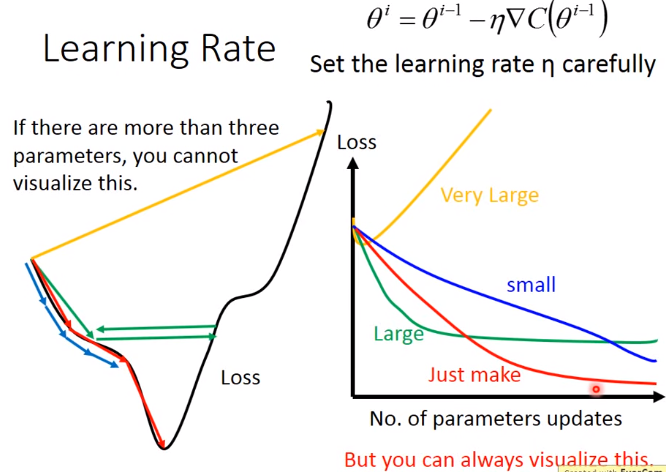 θ^i = θ^{i−1} − η∇C(θ^{i−1})
Learning Rate
Set the learning rate η carefully
If there are more than three
parameters, you cannot
visualize this.
Loss
Loss
Very Large
small
Large
Just make
No. of parameters updates
But you can always visualize this.